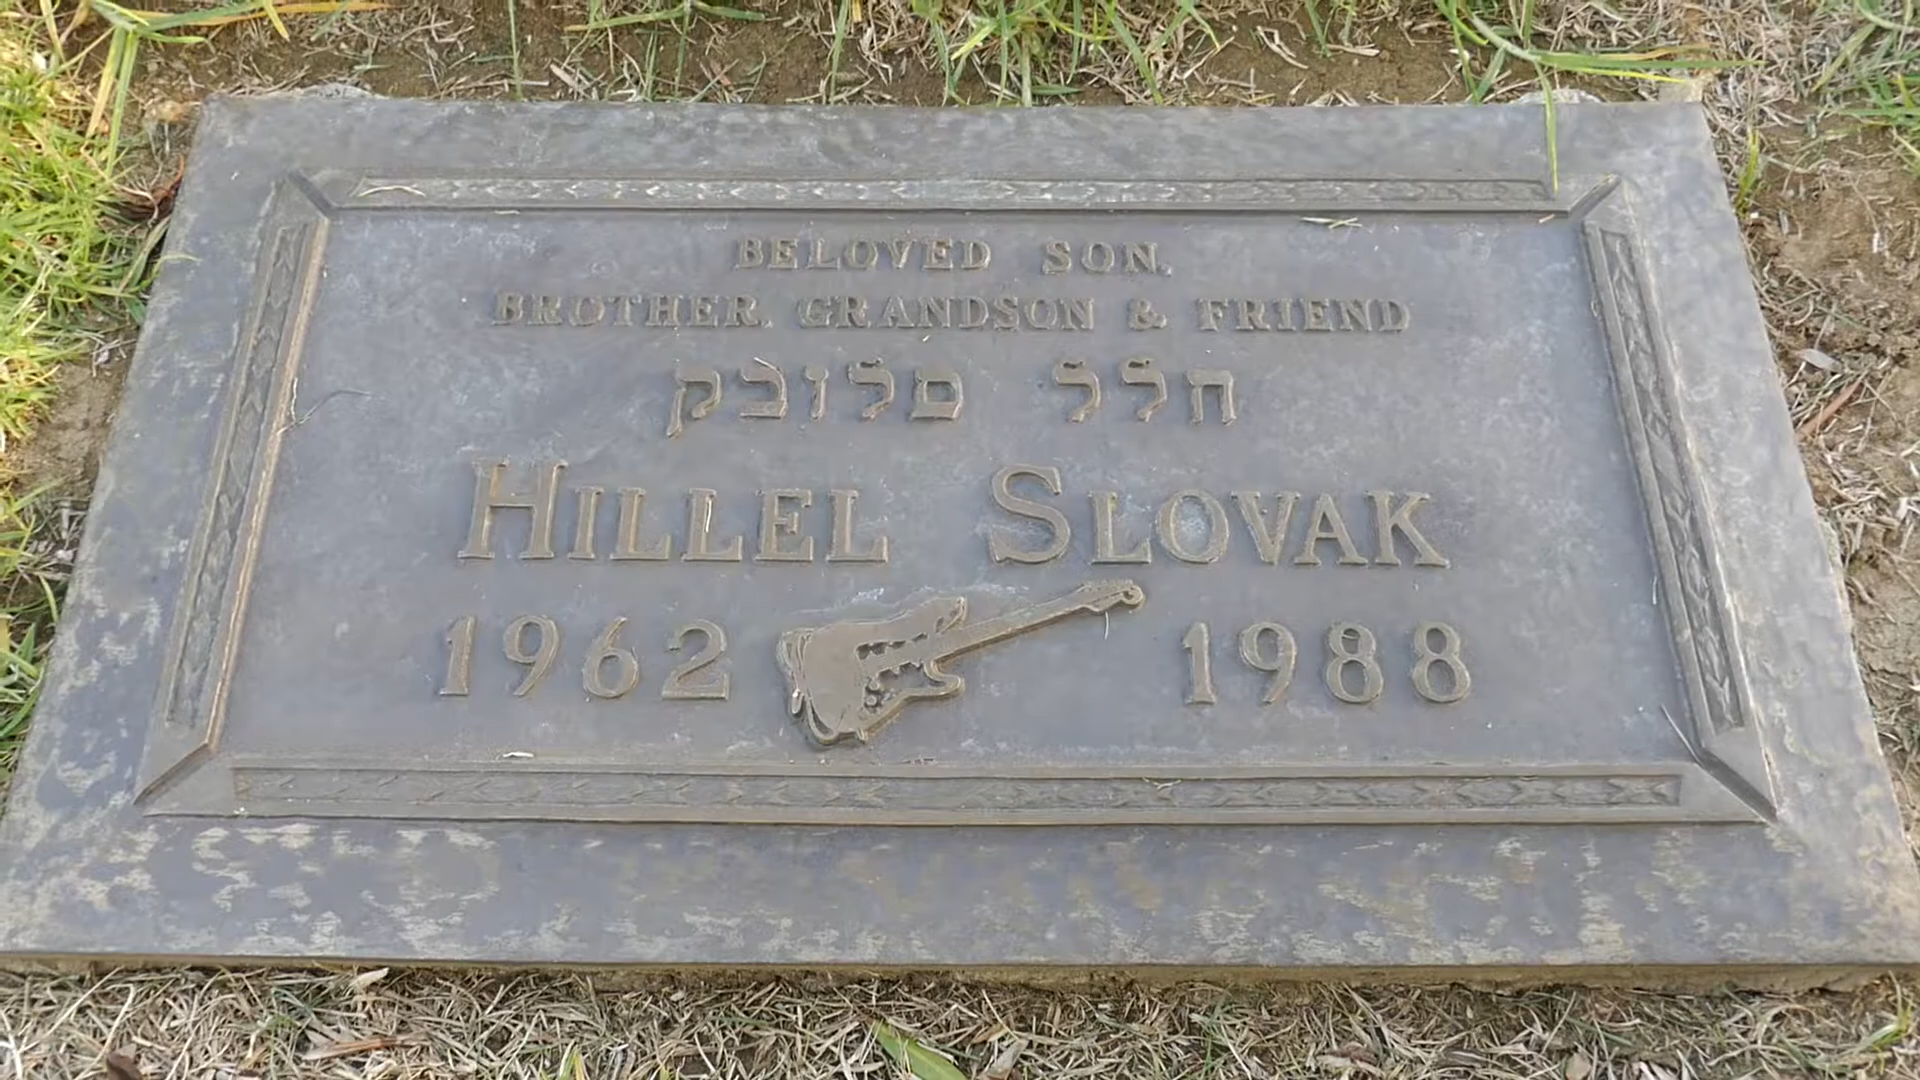 BELOVED SON,
BROTHER, GRANDSON & FRIEND
הלל סלובק
HILLEL SLOVAK
1962 1988